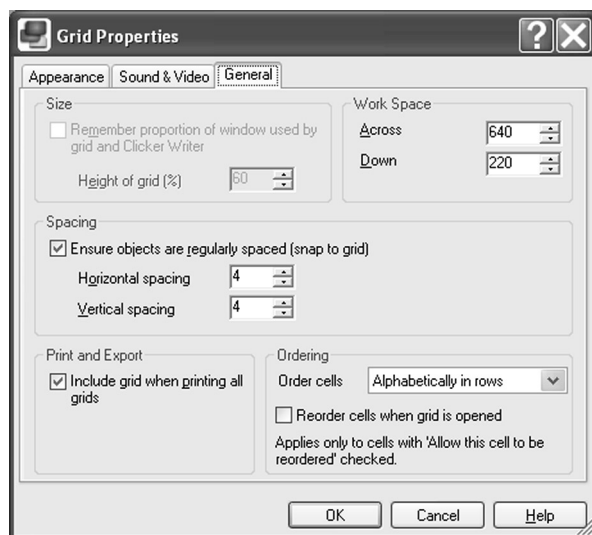 Grid Properties
Appearance
Sound & Video
General
Size
Remember proportion of window used by
grid and Clicker Writer
Height of grid (%)
60
Work Space
Across
640
Down
220
Spacing
Ensure objects are regularly spaced (snap to grid)
Horizontal spacing
4
Vertical spacing
4
Print and Export
Include grid when printing all
grids
Ordering
Order cells
Alphabetically in rows
Reorder cells when grid is opened
Applies only to cells with 'Allow this cell to be
reordered' checked.
OK
Cancel
Help